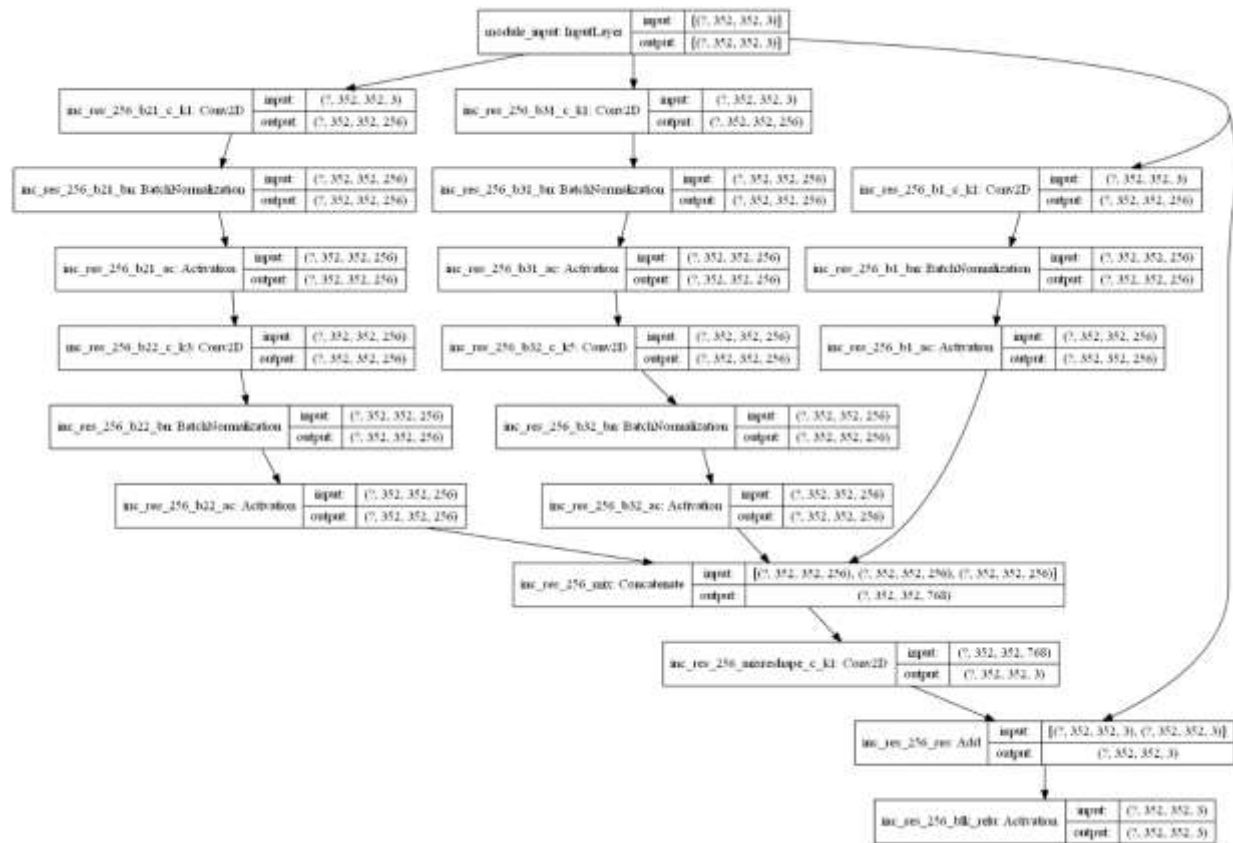 module_input: InputLayer
input: [(?, 352, 352, 3)]
output: [(?, 352, 352, 3)]
inc_res_256_b21_c_k1: Conv2D
input: (?, 352, 352, 3)
output: (?, 352, 352, 256)
inc_res_256_b31_c_k1: Conv2D
input: (?, 352, 352, 3)
output: (?, 352, 352, 256)
inc_res_256_b21_bn: BatchNormalization
input: (?, 352, 352, 256)
output: (?, 352, 352, 256)
inc_res_256_b31_bn: BatchNormalization
input: (?, 352, 352, 256)
output: (?, 352, 352, 256)
inc_res_256_b1_c_k1: Conv2D
input: (?, 352, 352, 3)
output: (?, 352, 352, 256)
inc_res_256_b21_ac: Activation
input: (?, 352, 352, 256)
output: (?, 352, 352, 256)
inc_res_256_b31_ac: Activation
input: (?, 352, 352, 256)
output: (?, 352, 352, 256)
inc_res_256_b1_bn: BatchNormalization
input: (?, 352, 352, 256)
output: (?, 352, 352, 256)
inc_res_256_b22_c_k3: Conv2D
input: (?, 352, 352, 256)
output: (?, 352, 352, 256)
inc_res_256_b32_c_k5: Conv2D
input: (?, 352, 352, 256)
output: (?, 352, 352, 256)
inc_res_256_b1_ac: Activation
input: (?, 352, 352, 256)
output: (?, 352, 352, 256)
inc_res_256_b22_bn: BatchNormalization
input: (?, 352, 352, 256)
output: (?, 352, 352, 256)
inc_res_256_b32_bn: BatchNormalization
input: (?, 352, 352, 256)
output: (?, 352, 352, 256)
inc_res_256_b22_ac: Activation
input: (?, 352, 352, 256)
output: (?, 352, 352, 256)
inc_res_256_b32_ac: Activation
input: (?, 352, 352, 256)
output: (?, 352, 352, 256)
inc_res_256_mix: Concatenate
input: [(?, 352, 352, 256), (?, 352, 352, 256), (?, 352, 352, 256)]
output: (?, 352, 352, 768)
inc_res_256_mixreshape_c_k1: Conv2D
input: (?, 352, 352, 768)
output: (?, 352, 352, 3)
inc_res_256_res: Add
input: [(?, 352, 352, 3), (?, 352, 352, 3)]
output: (?, 352, 352, 3)
inc_res_256_blk_relu: Activation
input: (?, 352, 352, 3)
output: (?, 352, 352, 3)